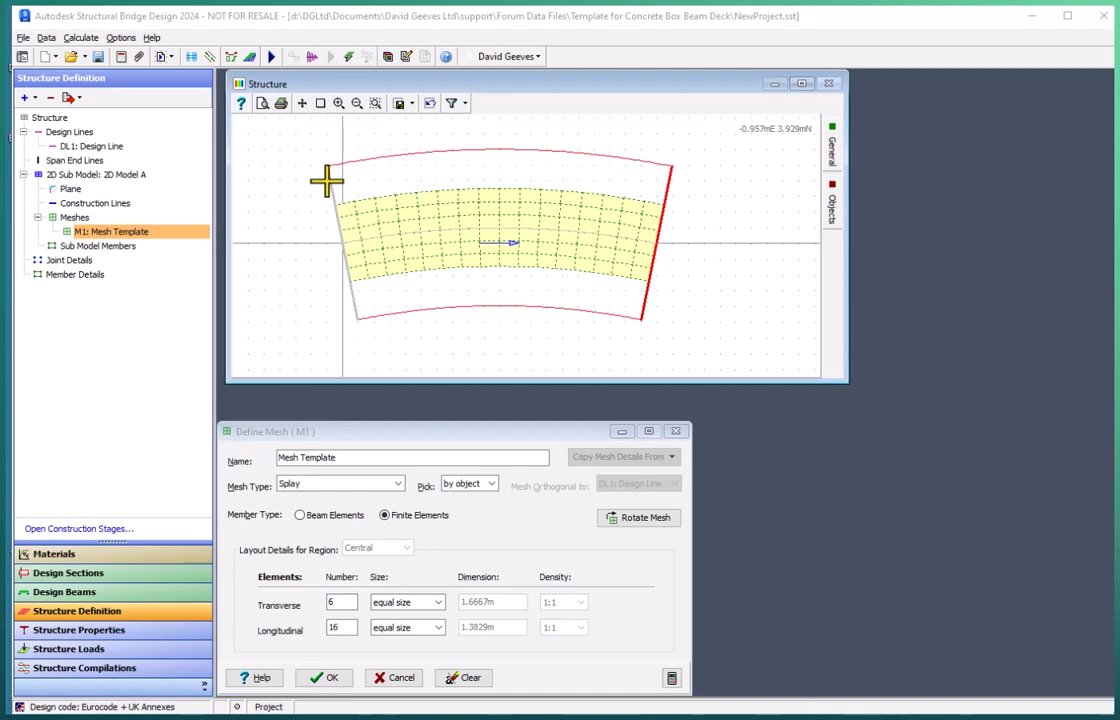 Autodesk Structural Bridge Design 2024 - NOT FOR RESALE - [d:\DGLtd\Documents\David Geeves Ltd\support\Forum Data Files\Template for Concrete Box Beam Deck\NewProject.sst]
File Data Calculate Options Help
David Geeves
Structure Definition
Structure
Design Lines
DL1: Design Line
Span End Lines
2D Sub Model: 2D Model A
Plane
Construction Lines
Meshes
M1: Mesh Template
Sub Model Members
Joint Details
Member Details
Open Construction Stages...
Materials
Design Sections
Design Beams
Structure Definition
Structure Properties
Structure Loads
Structure Compilations
Structure
-0.957mE 3.929mN
General
Objects
Define Mesh ( M1 )
Name: Mesh Template Copy Mesh Details From
Mesh Type: Splay Pick: by object Mesh Orthogonal to: DL1: Design Line
Member Type: Beam Elements Finite Elements Rotate Mesh
Layout Details for Region: Central
Elements: Number: Size: Dimension: Density:
Transverse 6 equal size 1.6667m 1:1
Longitudinal 16 equal size 1.3829m 1:1
Help OK Cancel Clear
Design code: Eurocode + UK Annexes Project